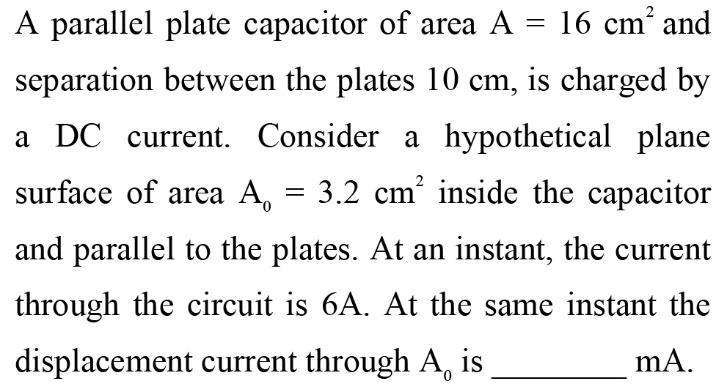 A parallel plate capacitor of area A = 16 cm² and
separation between the plates 10 cm, is charged by
a DC current. Consider a hypothetical plane
surface of area A₀ = 3.2 cm² inside the capacitor
and parallel to the plates. At an instant, the current
through the circuit is 6A. At the same instant the
displacement current through A₀ is _________ mA.